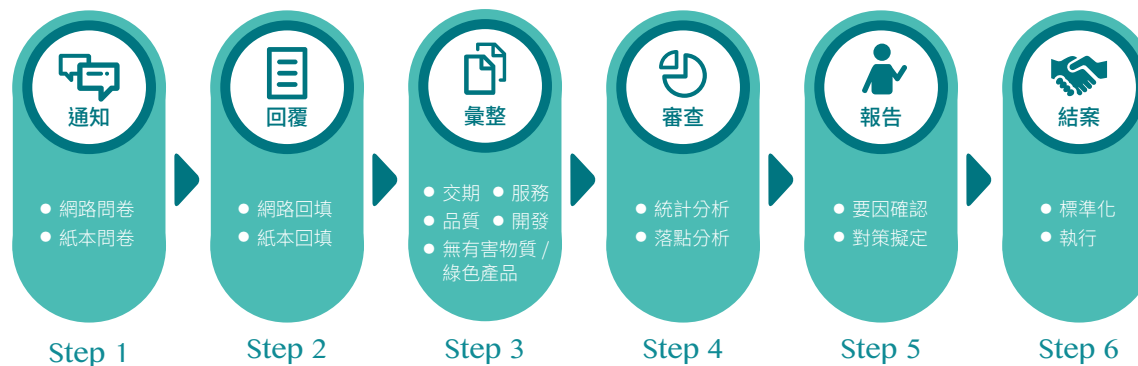 通知
網路問卷
紙本問卷
Step 1
回覆
網路回填
紙本回填
Step 2
彙整
交期 服務
品質 開發
無有害物質 /
綠色產品
Step 3
審查
統計分析
落點分析
Step 4
報告
要因確認
對策擬定
Step 5
結案
標準化
執行
Step 6